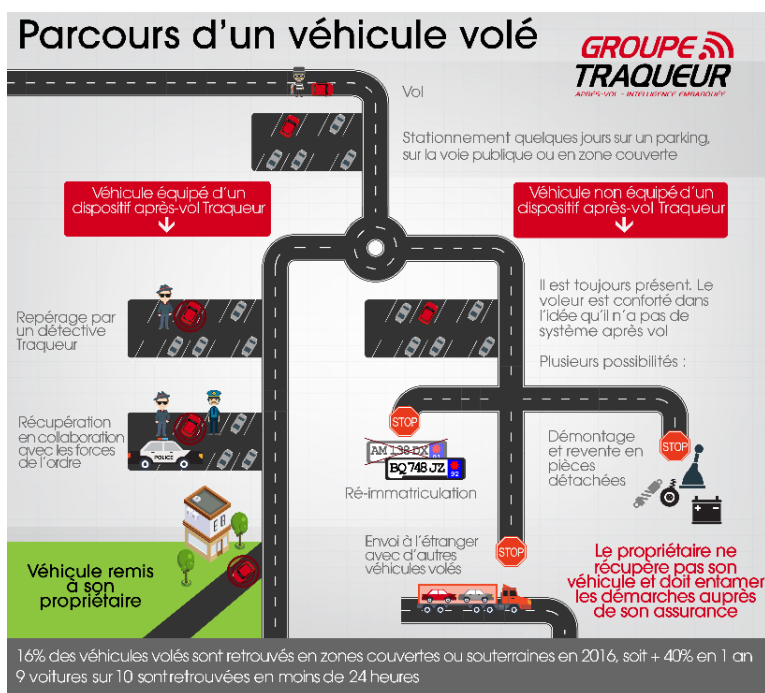 Parcours d'un véhicule volé
GROUPE
TRAQUEUR
APRÈS-VOL - INTELLIGENCE EMBARQUÉE
Vol
Stationnement quelques jours sur un parking,
sur la voie publique ou en zone couverte
Véhicule équipé d'un
dispositif après-vol Traqueur
Véhicule non équipé d'un
dispositif après-vol Traqueur
Repérage par
un détective
Traqueur
Il est toujours présent. Le
voleur est conforté dans
l'idée qu'il n'a pas de
système après vol
Plusieurs possibilités :
Récupération
en collaboration
avec les forces
de l'ordre
POLICE
STOP
AM 138 DX
BQ 748 JZ
92
Ré-immatriculation
Démontage
et revente en
pièces
détachées
STOP
Envoi à l'étranger
avec d'autres
véhicules volés
STOP
Véhicule remis
à son
propriétaire
Le propriétaire ne
récupère pas son
véhicule et doit entamer
les démarches auprès
de son assurance
16% des véhicules volés sont retrouvés en zones couvertes ou souterraines en 2016, soit + 40% en 1 an
9 voitures sur 10 sont retrouvées en moins de 24 heures